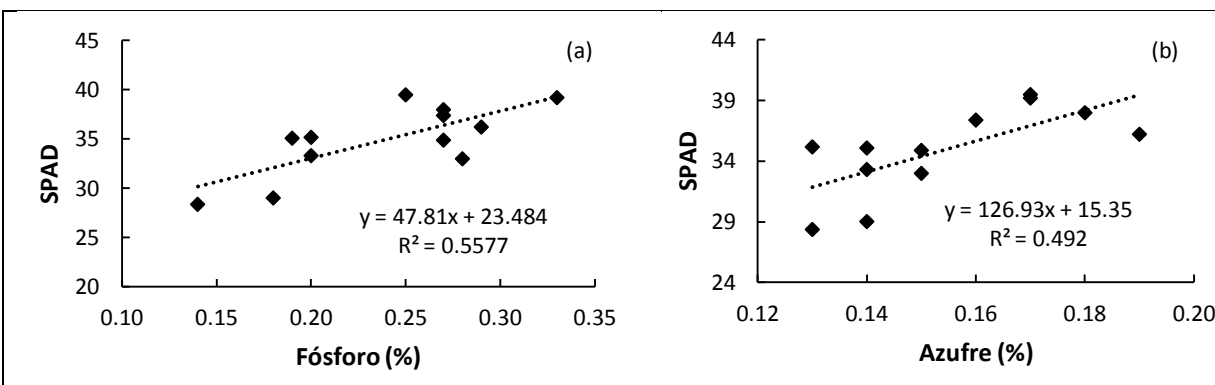 (a)
45
40
35
30
25
20
SPAD
y = 47.81x + 23.484
R² = 0.5577
0.10 0.15 0.20 0.25 0.30 0.35
Fósforo (%)
(b)
44
39
34
29
24
SPAD
y = 126.93x + 15.35
R² = 0.492
0.12 0.14 0.16 0.18 0.20
Azufre (%)